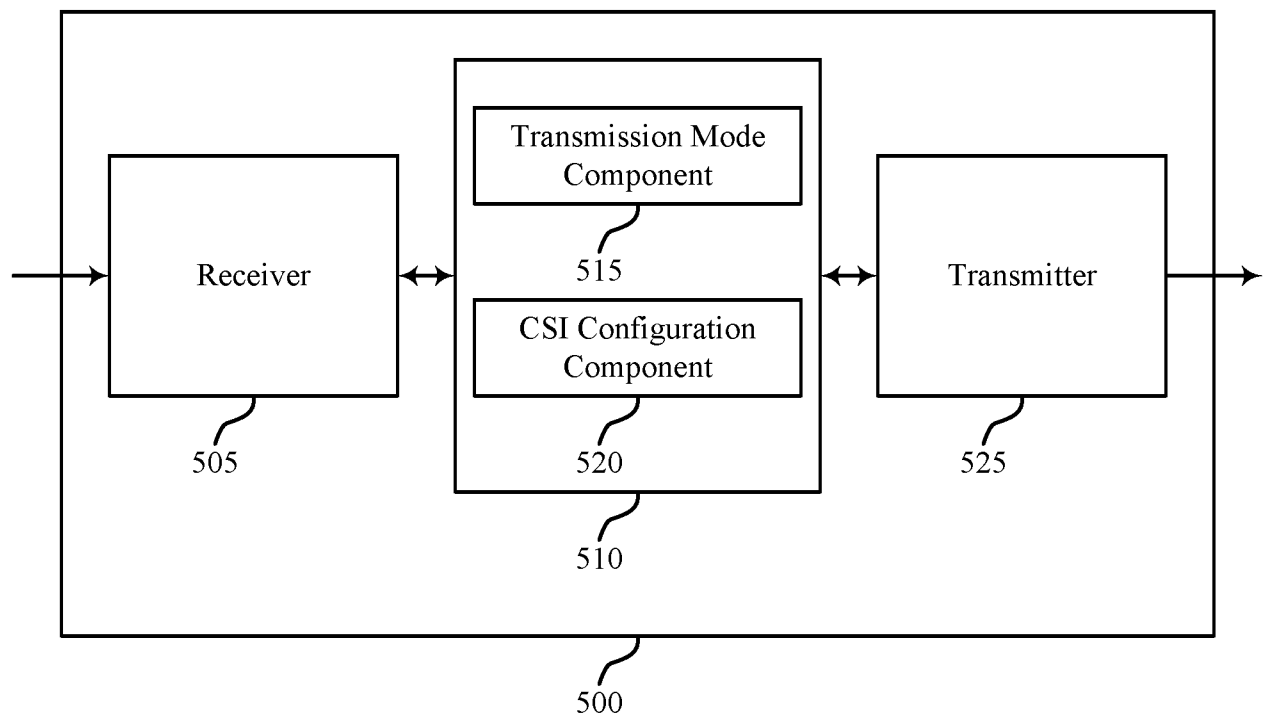 Transmission Mode
Component
515
Receiver
505
CSI Configuration
Component
520
510
Transmitter
525
500